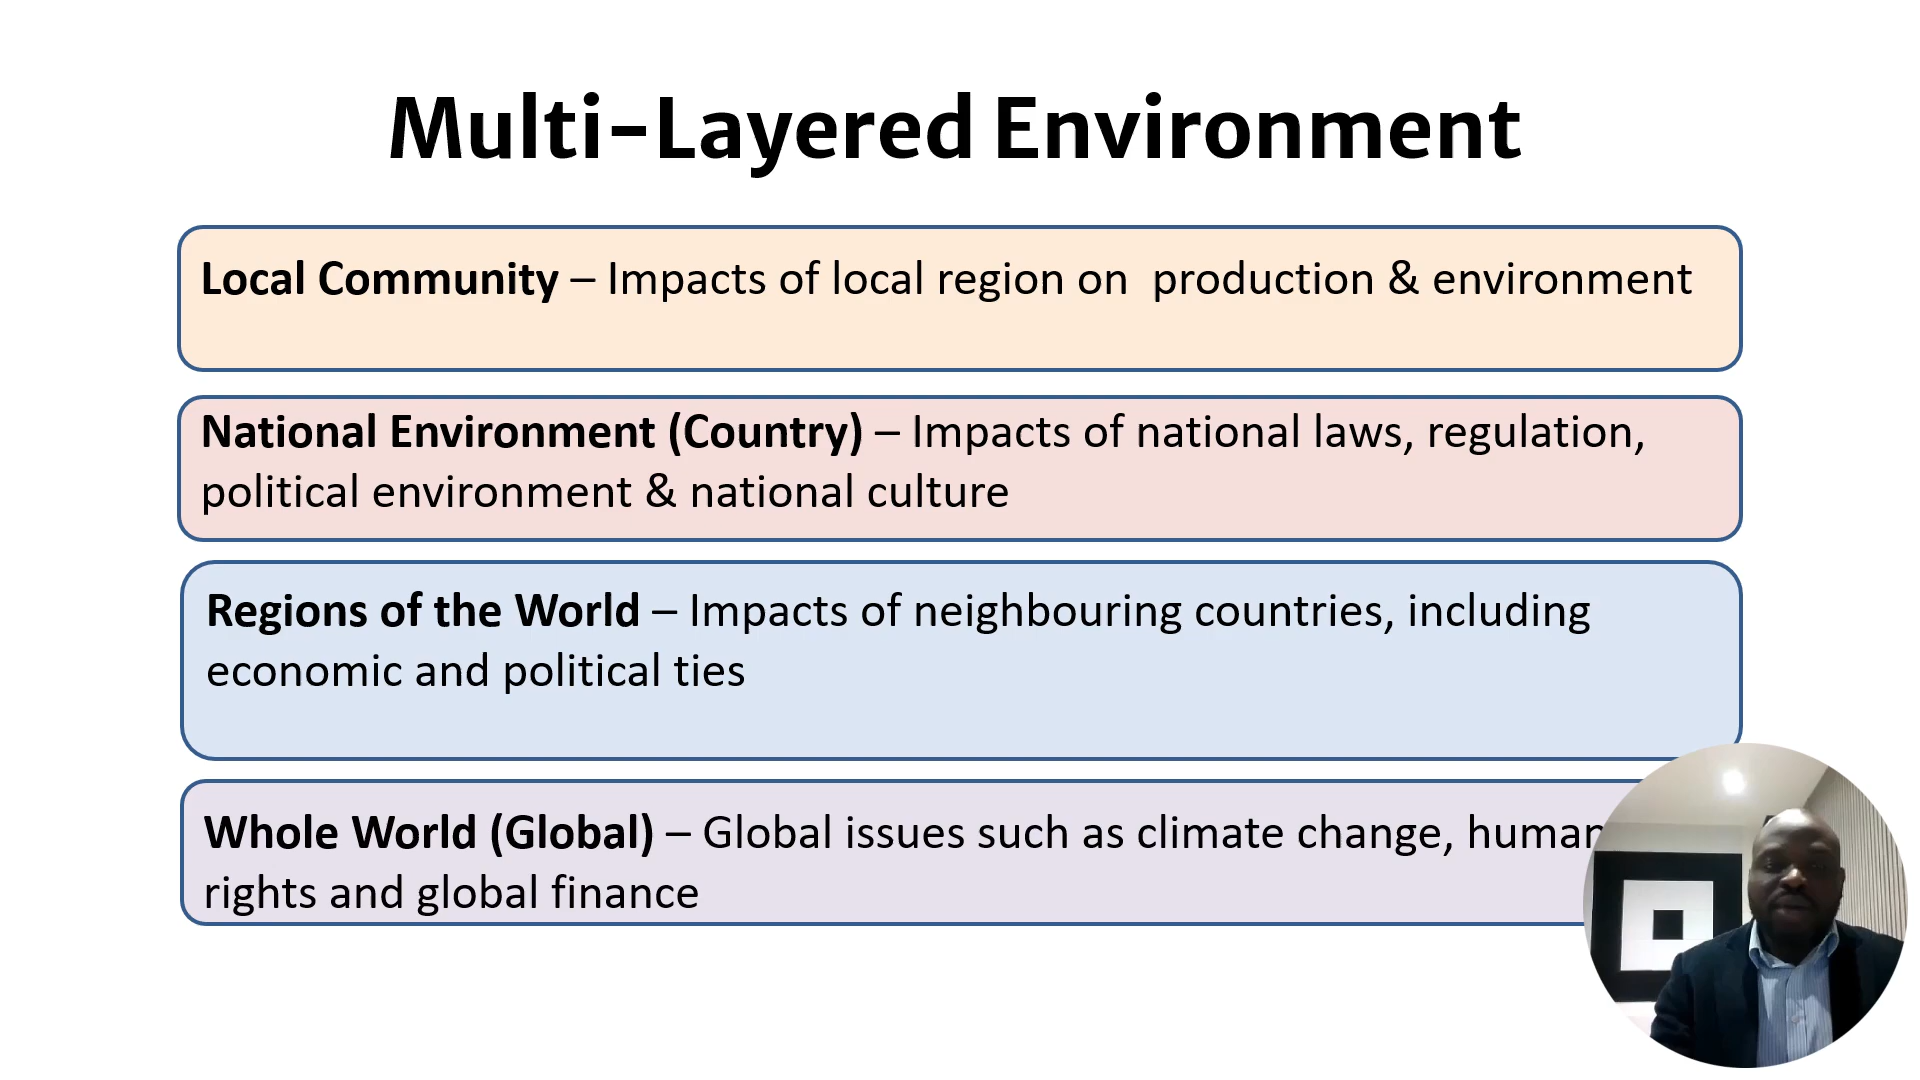 Multi-Layered Environment
Local Community – Impacts of local region on  production & environment
National Environment (Country) – Impacts of national laws, regulation,
political environment & national culture
Regions of the World – Impacts of neighbouring countries, including
economic and political ties
Whole World (Global) – Global issues such as climate change, human
rights and global finance